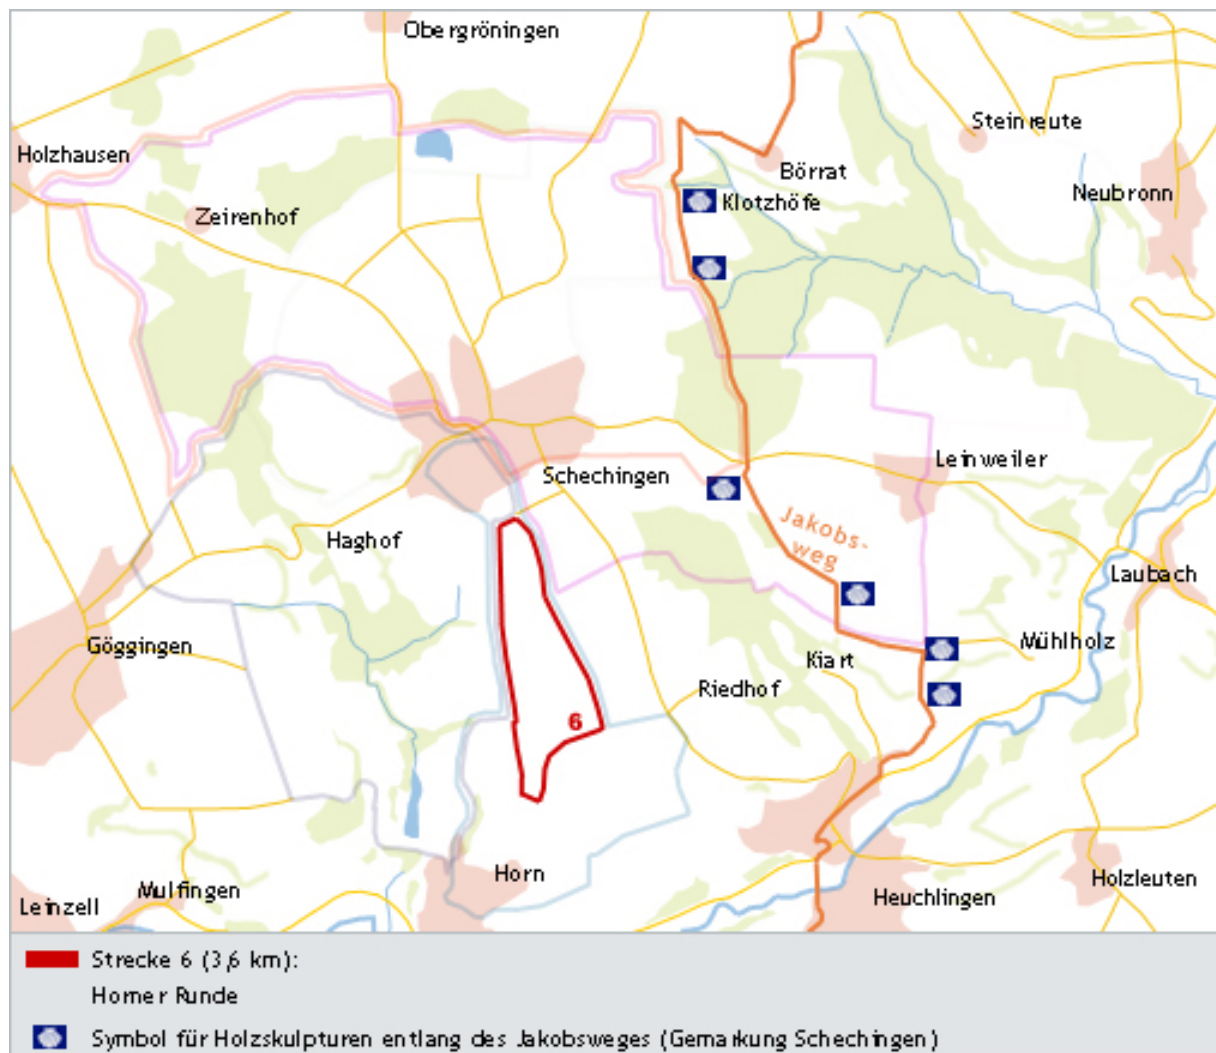 Obergröningen
Steinreute
Holzhausen
Börrat
Neubronn
Klotzhöfe
Zeirenhof
Leinweiler
Schechingen
Jakobs-
weg
Haghof
Laubach
Göggingen
Mühlholz
Kiart
Riedhof
6
Horn
Holzleuten
Mulfingen
Heuchlingen
Leinzell
Strecke 6 (3,6 km):
Horner Runde
Symbol für Holzskulpturen entlang des Jakobsweges (Gemarkung Schechingen)